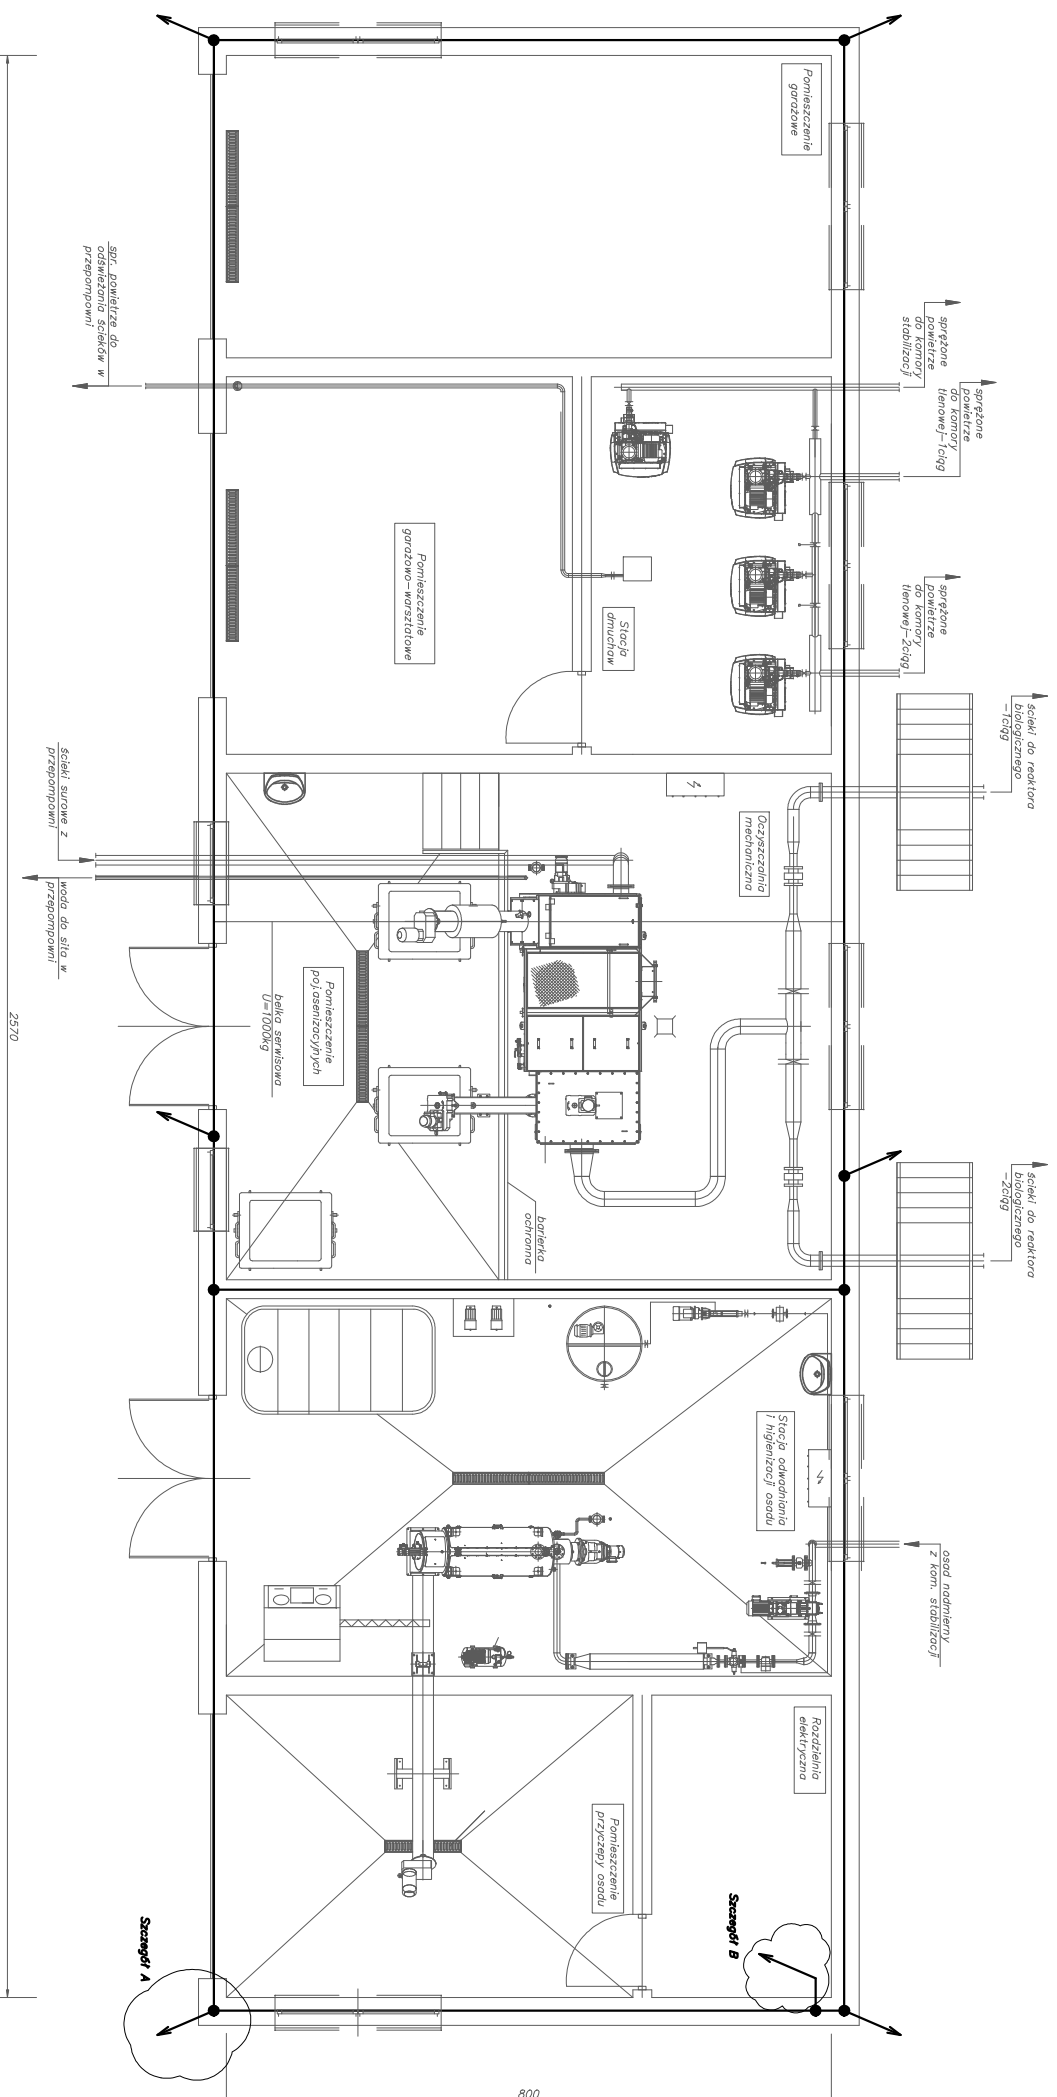 Pomieszczenie
garażowe
spr. powietrze do
odświeżania ścieków w
przepompowni
sprężone
powietrze
do komory
stabilizacji
sprężone
powietrze
do komory
tlenowej-1ciąg
sprężone
powietrze
do komory
tlenowej-2ciąg
Pomieszczenie
garażowo-warsztatowe
Stacja
dmuchaw
ścieki do reaktora
biologicznego
-1ciąg
ścieki surowe z
przepompowni
woda do sita w
przepompowni
Oczyszczalnia
mechaniczna
Pomieszczenie
poj.asenizacyjnych
belka serwisowa
U=1000kg
2570
barierka
ochronna
ścieki do reaktora
biologicznego
-2ciąg
Stacja odwadniania
i higienizacji osadu
osad nadmierny
z kom. stabilizacji
Rozdzielnia
elektryczna
Pomieszczenie
przyczepy osadu
Szczegół B
Szczegół A
800